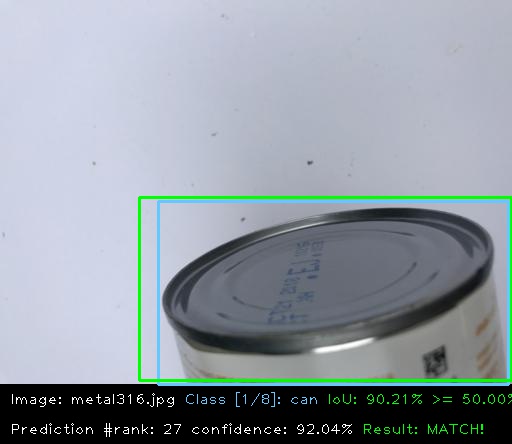 Image: metal316.jpg Class [1/8]: can IoU: 90.21% >= 50.00%
Prediction #rank: 27 confidence: 92.04% Result: MATCH!